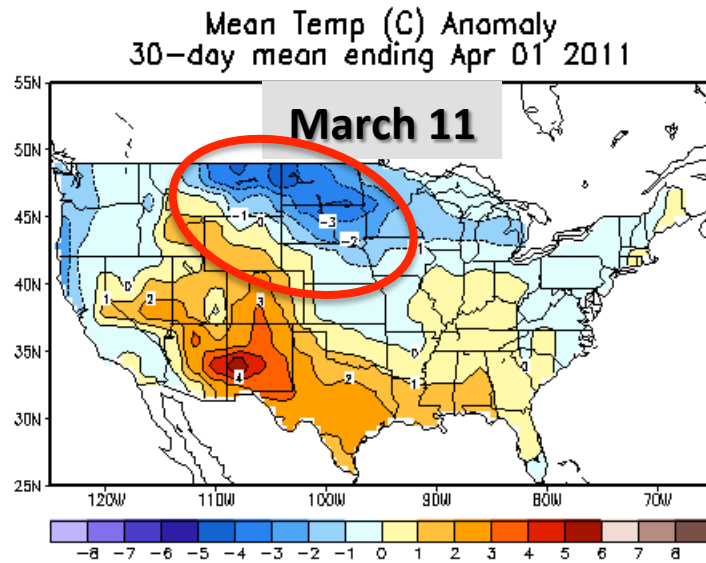 Mean Temp (C) Anomaly
30-day mean ending Apr 01 2011
March 11
55N
50N
45N
40N
35N
30N
25N
-1
0
-3
-2
1
0
1
2
3
4
2
0
1
0
120W 110W 100W 90W 80W 70W
-8 -7 -6 -5 -4 -3 -2 -1 0 1 2 3 4 5 6 7 8